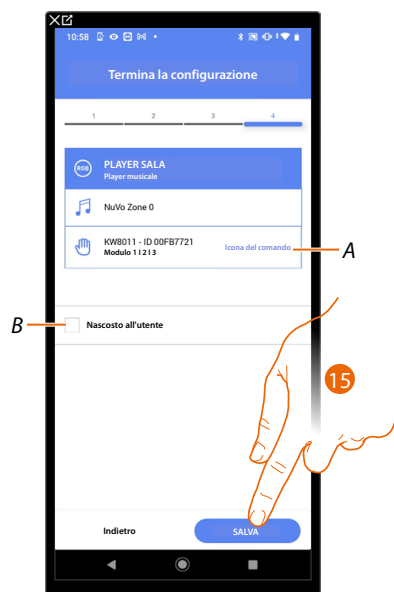 10:58
Termina la configurazione
1 2 3 4
RGB
PLAYER SALA
Player musicale
NuVo Zone 0
KW8011 - ID 00FB7721
Modulo 1 I 2 I 3
Icona del comando
A
B
Nascosto all'utente
15
Indietro
SALVA